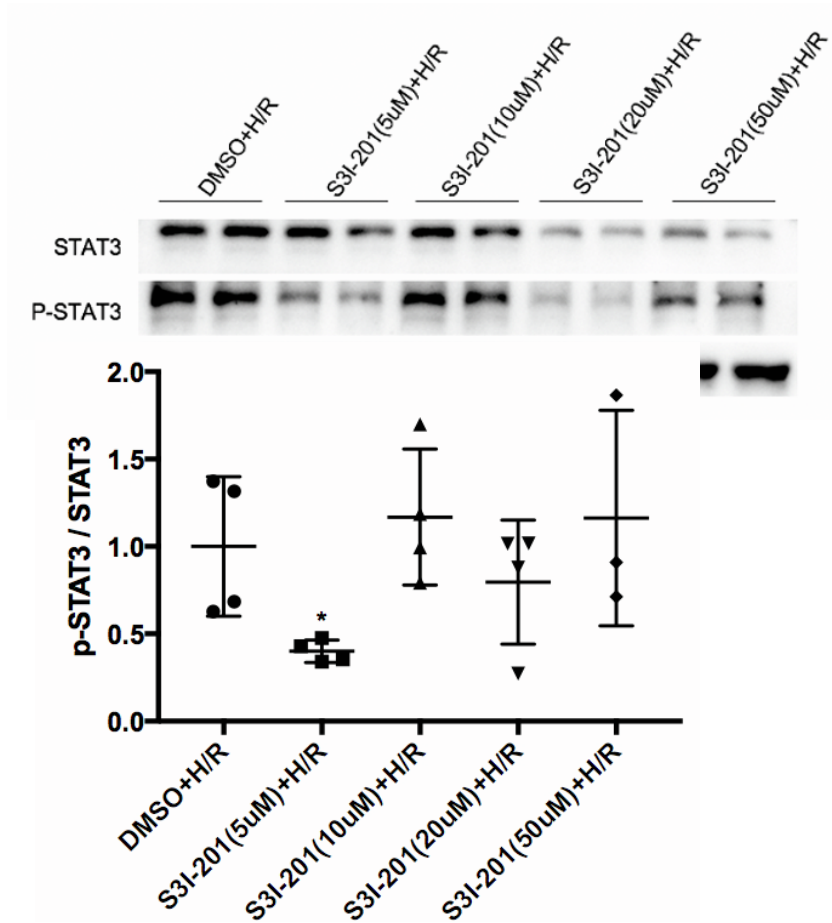 DMSO+H/R
S3I-201(5uM)+H/R
S3I-201(10uM)+H/R
S3I-201(20uM)+H/R
S3I-201(50uM)+H/R
STAT3
P-STAT3
p-STAT3 / STAT3
2.0
1.5
1.0
0.5
0.0
*
DMSO+H/R
S3I-201(5uM)+H/R
S3I-201(10uM)+H/R
S3I-201(20uM)+H/R
S3I-201(50uM)+H/R